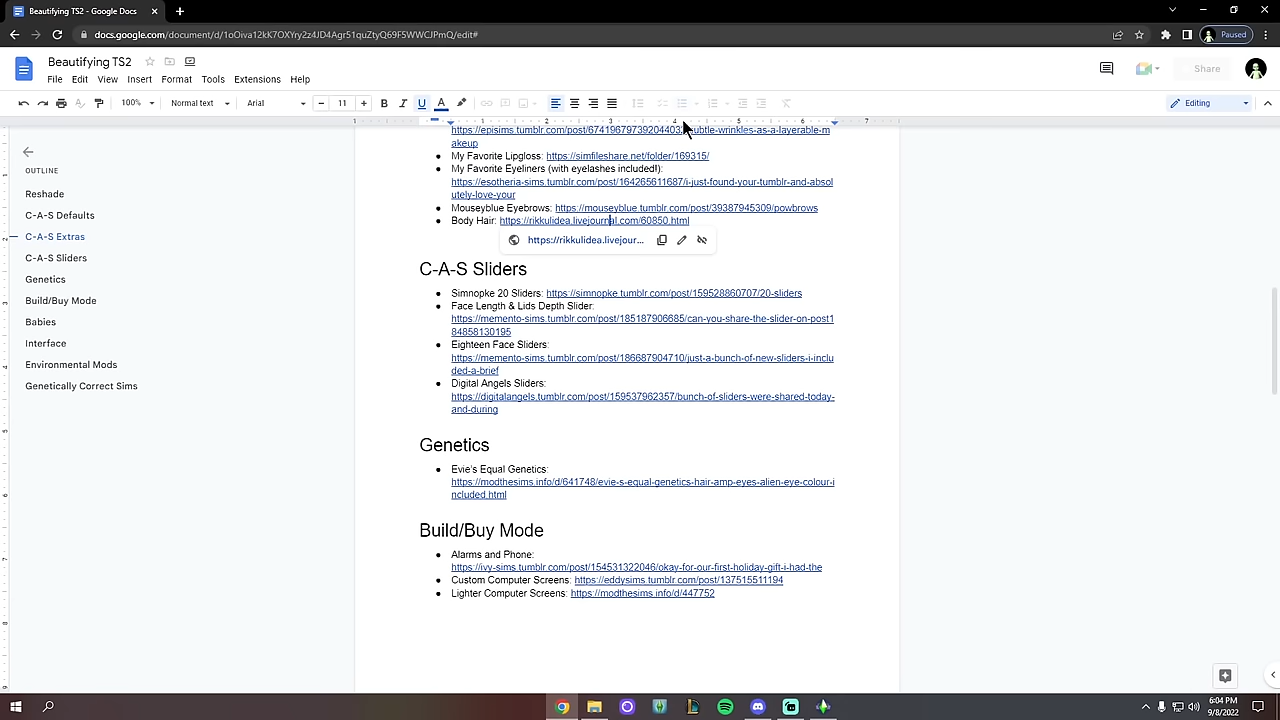 Beautifying TS2 - Google Docs
docs.google.com/document/d/1oOiva12kK7OXYry2z4JD4Agr51quZtyQ69F5WWCJPmQ/edit#
Paused
Beautifying TS2
File Edit View Insert Format Tools Extensions Help
Share
100% Normal text Arial 11 Editing
1 1 2 3 4 5 6 7
OUTLINE
Reshade
C-A-S Defaults
C-A-S Extras
C-A-S Sliders
Genetics
Build/Buy Mode
Babies
Interface
Environmental Mods
Genetically Correct Sims
akeup
My Favorite Lipgloss: https://simfileshare.net/folder/169315/
My Favorite Eyeliners (with eyelashes included!):
https://esotheria-sims.tumblr.com/post/164265611687/i-just-found-your-tumblr-and-absol
utely-love-your
Mouseyblue Eyebrows: https://mouseyblue.tumblr.com/post/39387945309/powbrows
Body Hair: https://rikkulidea.livejournal.com/60850.html
https://rikkulidea.livejour...
C-A-S Sliders
Simnopke 20 Sliders: https://simnopke.tumblr.com/post/159528860707/20-sliders
Face Length & Lids Depth Slider:
https://memento-sims.tumblr.com/post/185187906685/can-you-share-the-slider-on-post1
84858130195
Eighteen Face Sliders:
https://memento-sims.tumblr.com/post/186687904710/just-a-bunch-of-new-sliders-i-inclu
ded-a-brief
Digital Angels Sliders:
https://digitalangels.tumblr.com/post/159537962357/bunch-of-sliders-were-shared-today-
and-during
Genetics
Evie's Equal Genetics:
https://modthesims.info/d/641748/evie-s-equal-genetics-hair-amp-eyes-alien-eye-colour-i
ncluded.html
Build/Buy Mode
Alarms and Phone:
https://ivy-sims.tumblr.com/post/154531322046/okay-for-our-first-holiday-gift-i-had-the
Custom Computer Screens: https://eddysims.tumblr.com/post/137515511194
Lighter Computer Screens: https://modthesims.info/d/447752
6:04 PM
9/8/2022